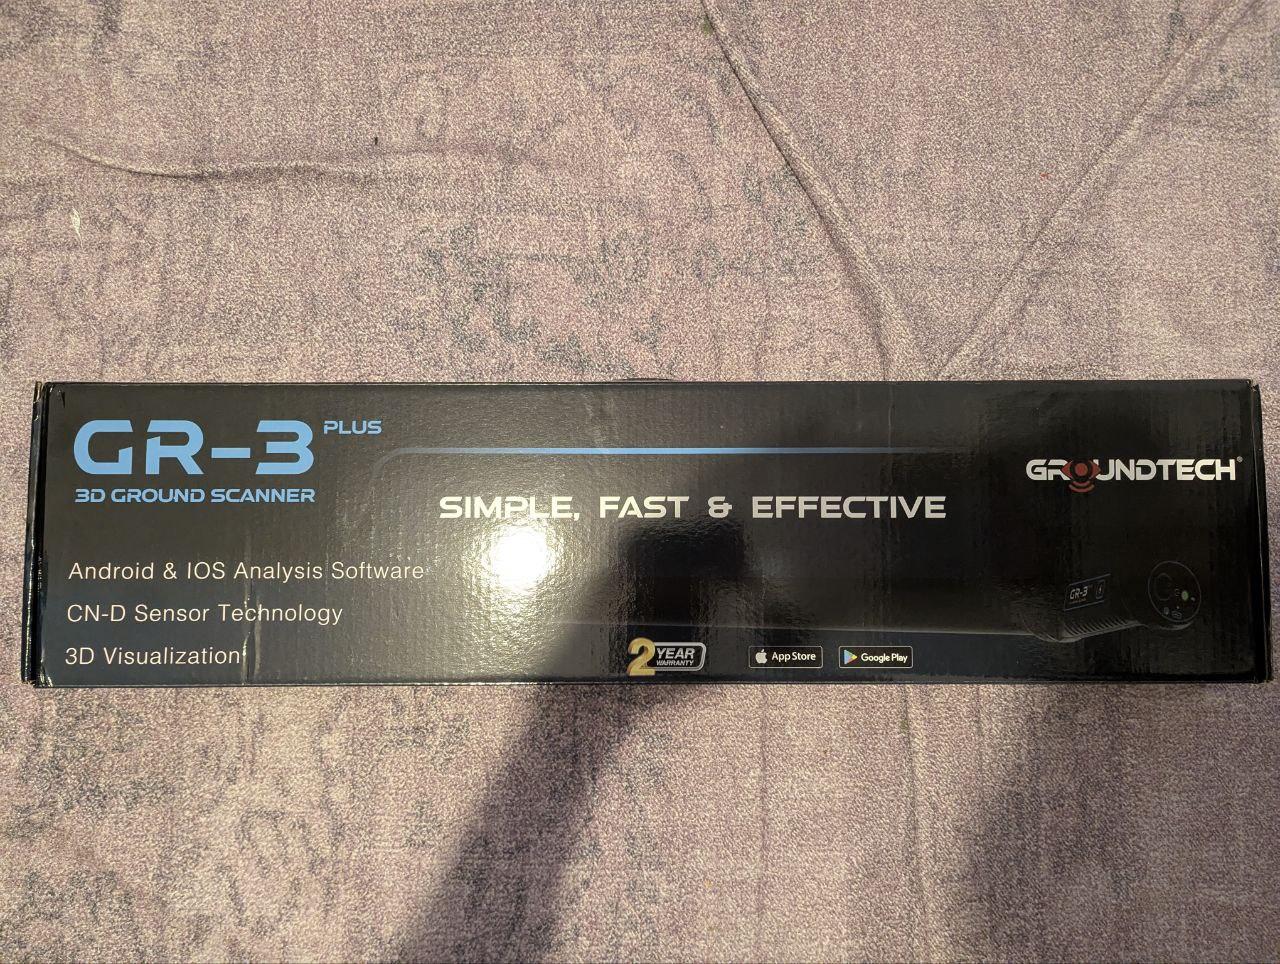 GR-3 PLUS
3D GROUND SCANNER
GROUNDTECH®
SIMPLE, FAST & EFFECTIVE
Android & IOS Analysis Software
CN-D Sensor Technology
3D Visualization
GR-3
2 YEAR
WARRANTY
App Store
Google Play